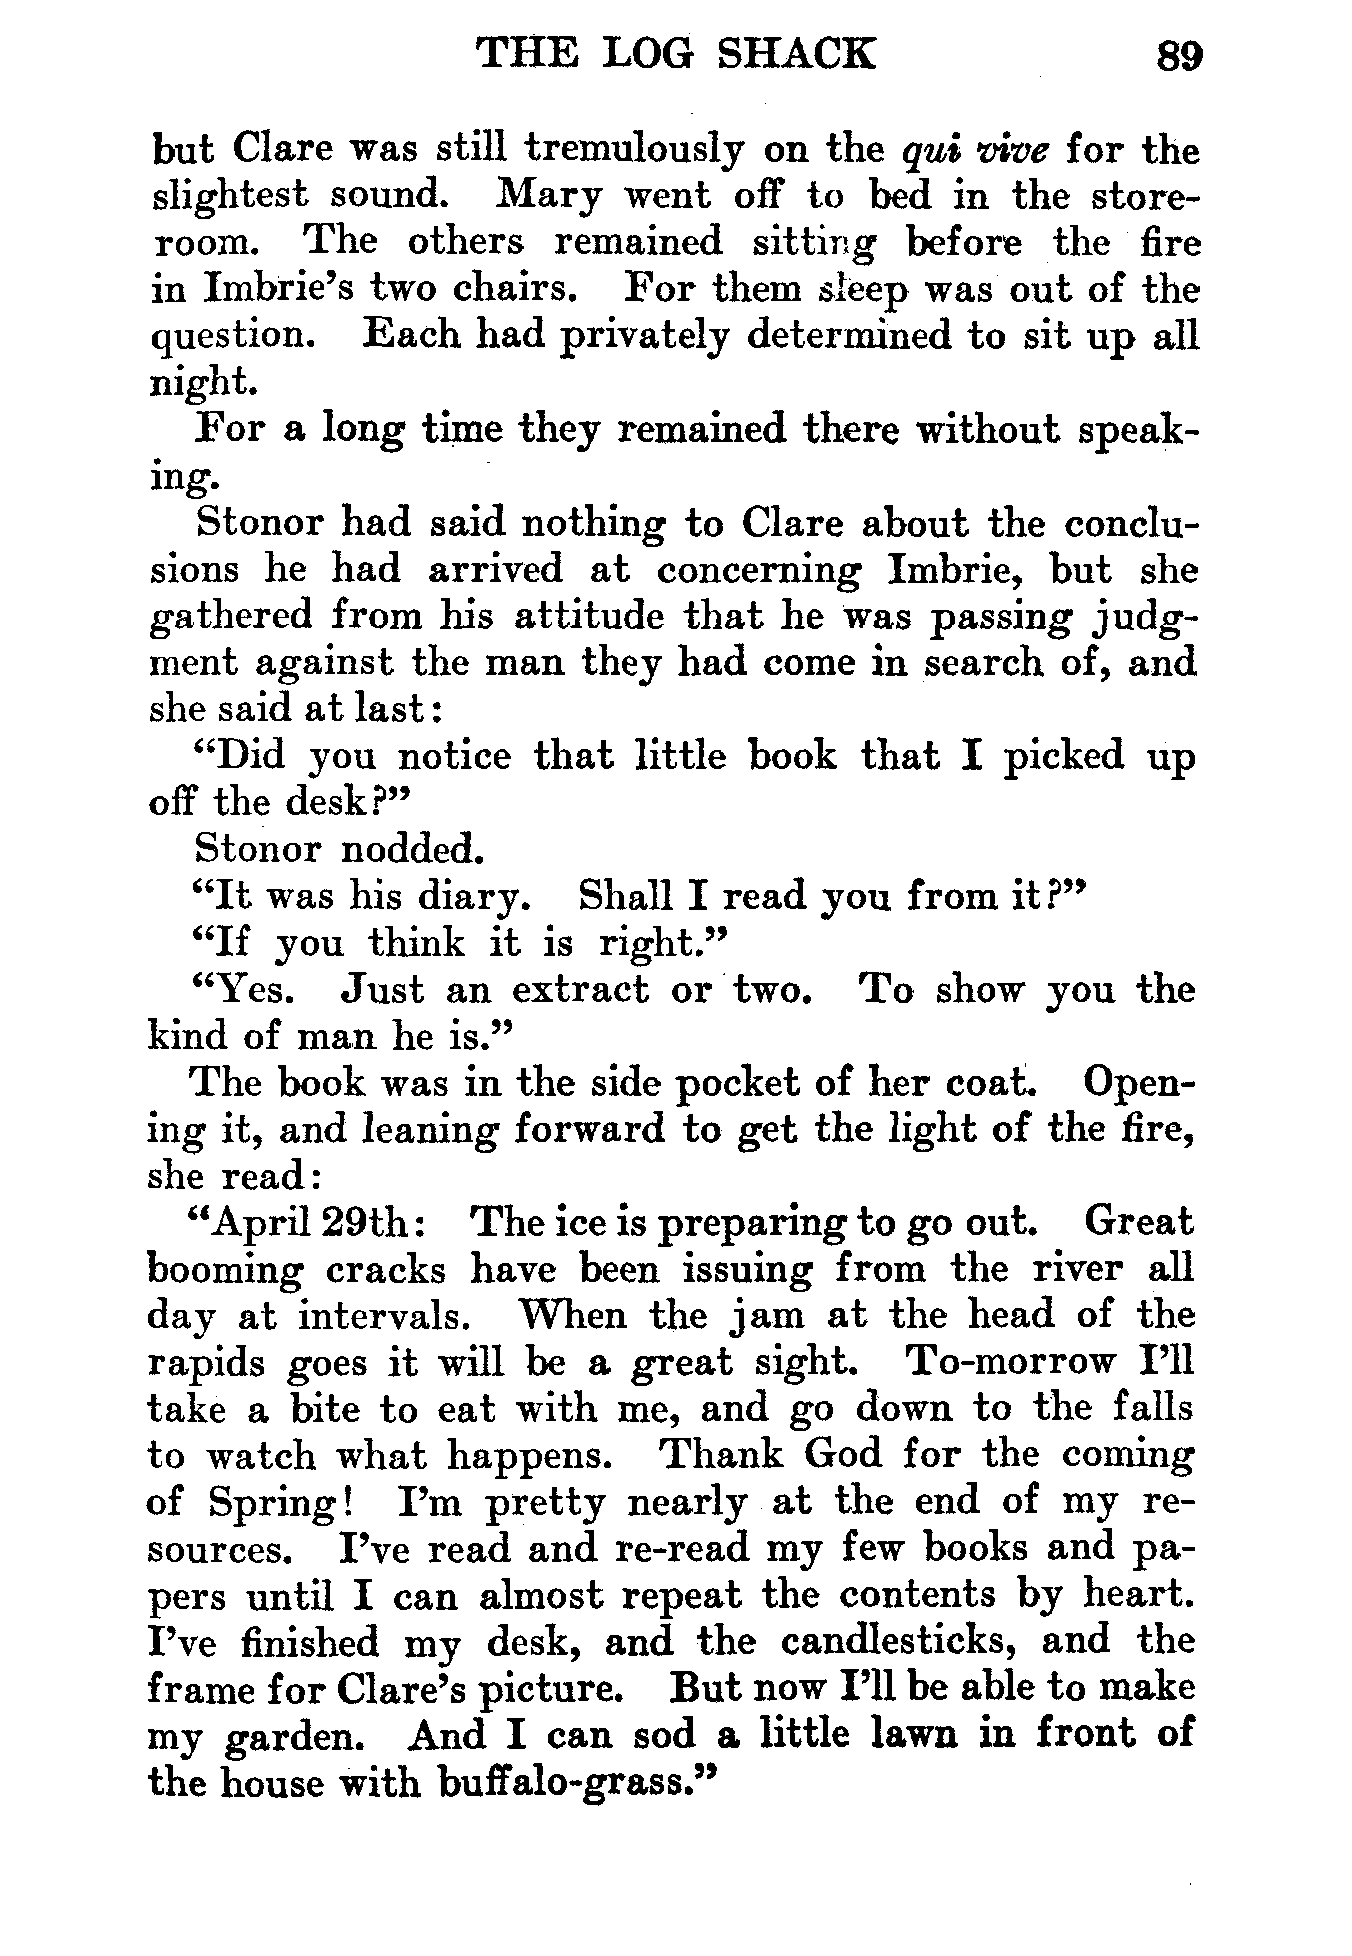 THE LOG SHACK 89
but Clare was still tremulously on the qui vive for the
slightest sound. Mary went off to bed in the store-
room. The others remained sitting before the fire
in Imbrie's two chairs. For them sleep was out of the
question. Each had privately determined to sit up all
night.
For a long time they remained there without speak-
ing.
Stonor had said nothing to Clare about the conclu-
sions he had arrived at concerning Imbrie, but she
gathered from his attitude that he was passing judg-
ment against the man they had come in search of, and
she said at last:
"Did you notice that little book that I picked up
off the desk?"
Stonor nodded.
"It was his diary. Shall I read you from it?"
"If you think it is right."
"Yes. Just an extract or two. To show you the
kind of man he is."
The book was in the side pocket of her coat. Open-
ing it, and leaning forward to get the light of the fire,
she read:
"April 29th: The ice is preparing to go out. Great
booming cracks have been issuing from the river all
day at intervals. When the jam at the head of the
rapids goes it will be a great sight. To-morrow I'll
take a bite to eat with me, and go down to the falls
to watch what happens. Thank God for the coming
of Spring! I'm pretty nearly at the end of my re-
sources. I've read and re-read my few books and pa-
pers until I can almost repeat the contents by heart.
I've finished my desk, and the candlesticks, and the
frame for Clare's picture. But now I'll be able to make
my garden. And I can sod a little lawn in front of
the house with buffalo-grass."